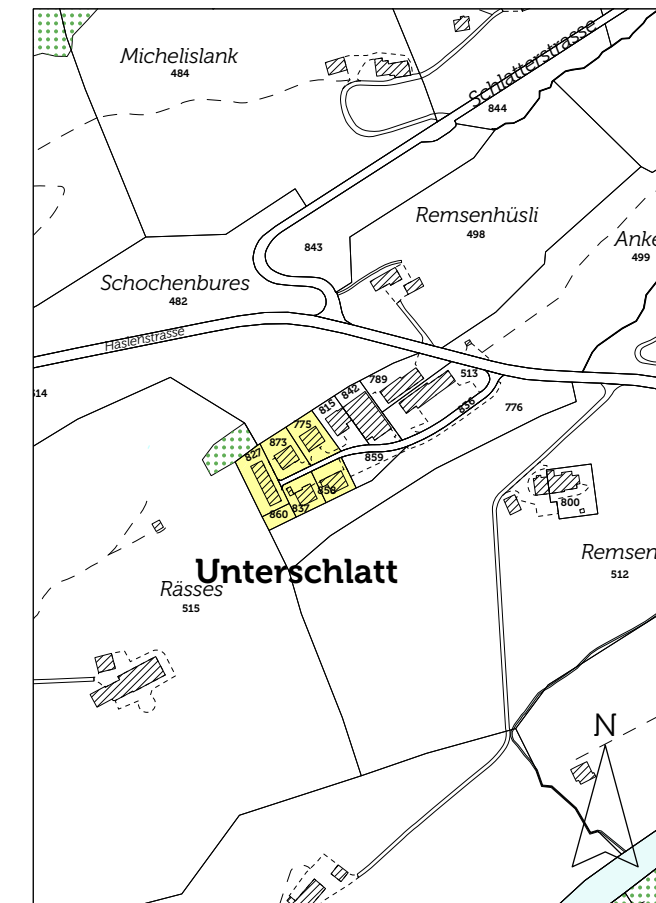 Michelislank
484
Schlatterstrasse
844
Remsenhüsli
498
843
Anke
499
Schochenbures
482
Haslenstrasse
514
789
513
842
815
836
776
775
873
827
859
858
837
860
800
Unterschlatt
Rässes
515
Remsen
512
N